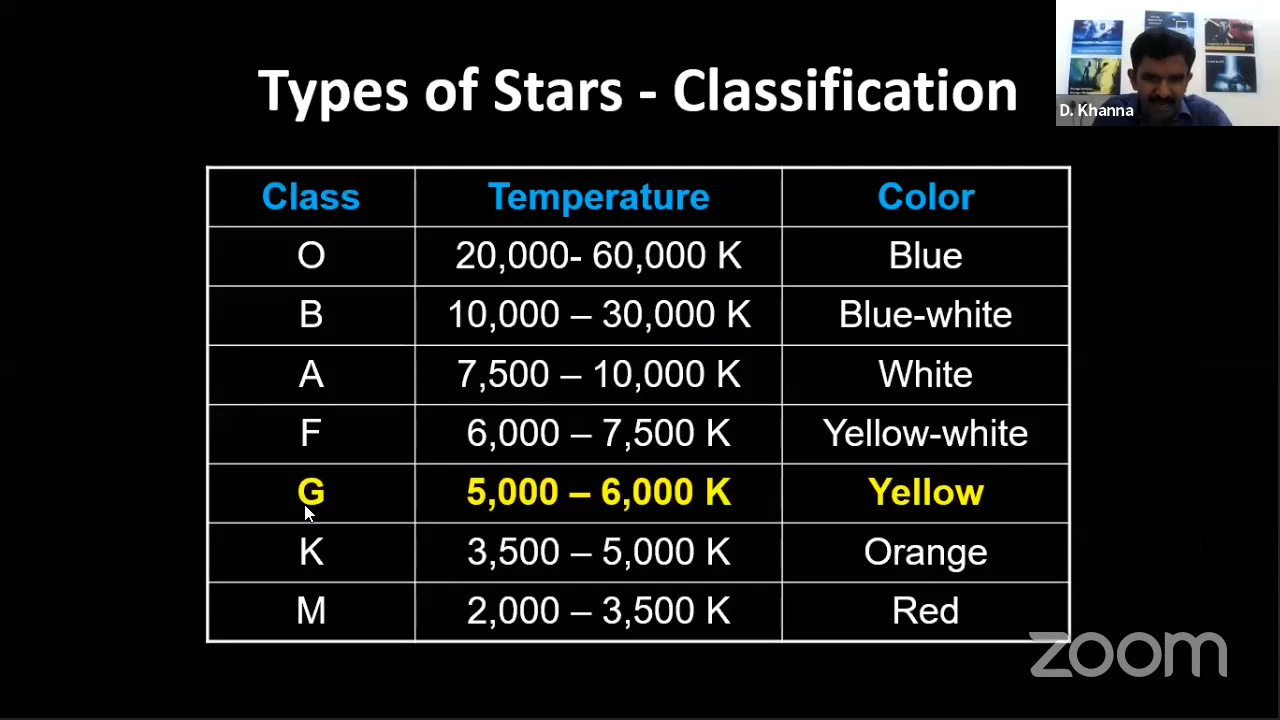 Types of Stars - Classification
D. Khanna
Class Temperature Color
O 20,000- 60,000 K Blue
B 10,000 – 30,000 K Blue-white
A 7,500 – 10,000 K White
F 6,000 – 7,500 K Yellow-white
G 5,000 – 6,000 K Yellow
K 3,500 – 5,000 K Orange
M 2,000 – 3,500 K Red
zoom